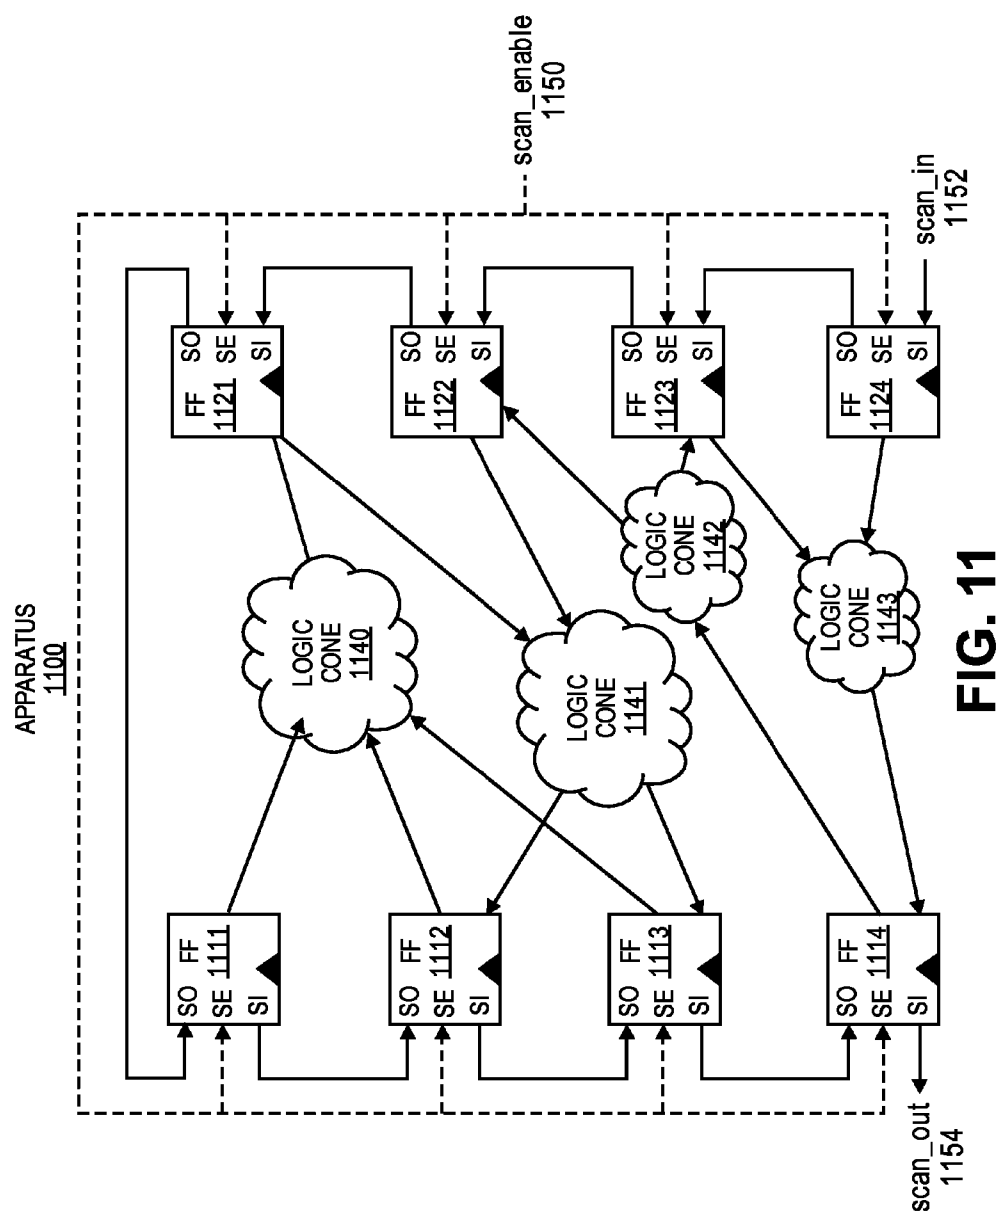 APPARATUS
1100
scan_enable
1150
scan_in
1152
scan_out
1154
SO
SE
SI
FF
1111
SO
SE
SI
FF
1112
SO
SE
SI
FF
1113
SO
SE
SI
FF
1114
LOGIC
CONE
1140
LOGIC
CONE
1141
LOGIC
CONE
1142
LOGIC
CONE
1143
FF
1121
SO
SE
SI
FF
1122
SO
SE
SI
FF
1123
SO
SE
SI
FF
1124
SO
SE
SI
FIG. 11